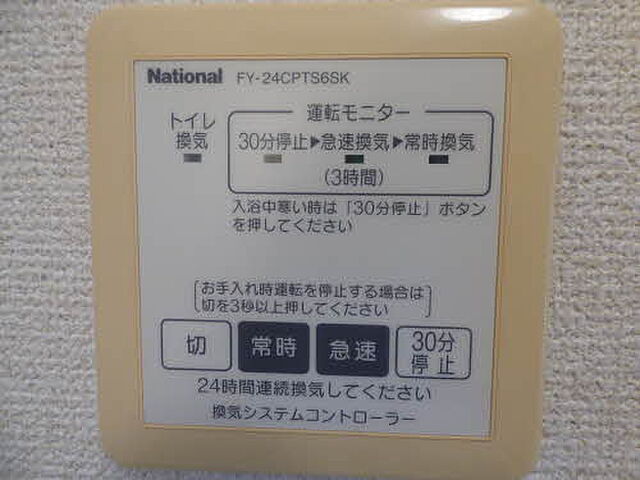 National FY-24CPTS6SK
運転モニター
トイレ
換気
30分停止▶急速換気▶常時換気
(3時間)
入浴中寒い時は「30分停止」ボタン
を押してください
お手入れ時運転を停止する場合は
切を3秒以上押してください
切 常時 急速 30分
停止
24時間連続換気してください
換気システムコントローラー